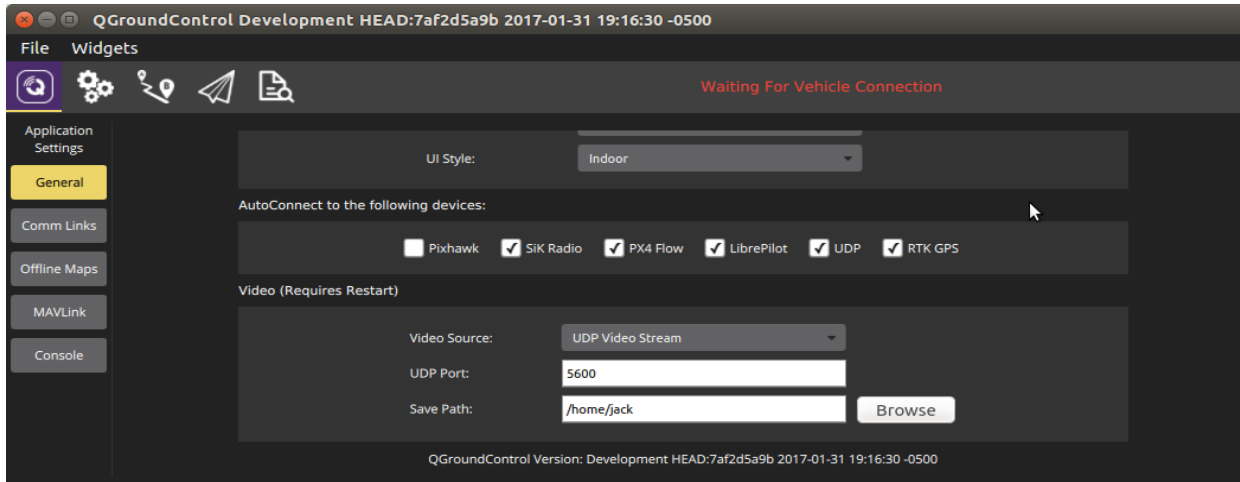 QGroundControl Development HEAD:7af2d5a9b 2017-01-31 19:16:30 -0500
File Widgets
Waiting For Vehicle Connection
Application
Settings
General
Comm Links
Offline Maps
MAVLink
Console
UI Style: Indoor
AutoConnect to the following devices:
Pixhawk SiK Radio PX4 Flow LibrePilot UDP RTK GPS
Video (Requires Restart)
Video Source: UDP Video Stream
UDP Port: 5600
Save Path: /home/jack Browse
QGroundControl Version: Development HEAD:7af2d5a9b 2017-01-31 19:16:30 -0500